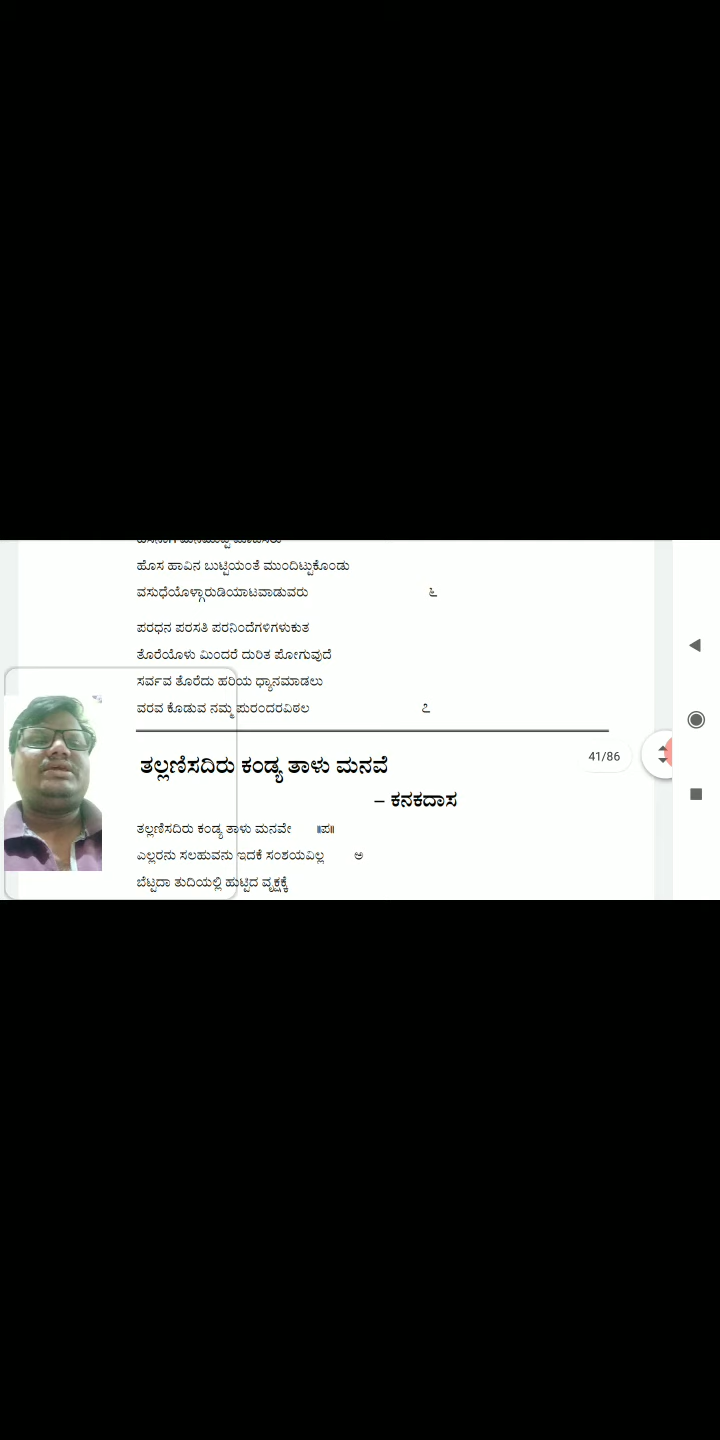 ಹೊಸ ಹಾವಿನ ಬುಟ್ಟಿಯಂತೆ ಮುಂದಿಟ್ಟುಕೊಂಡು
ವಸುಧೆಯೊಳ್ಗಾರುಡಿಯಾಟವಾಡುವರು ೬
ಪರಧನ ಪರಸತಿ ಪರನಿಂದೆಗಳಿಗಳುಕುತ
ತೊರೆಯೊಳು ಮಿಂದರೆ ದುರಿತ ಪೋಗುವುದೆ
ಸರ್ವವ ತೊರೆದು ಹರಿಯ ಧ್ಯಾನಮಾಡಲು
ವರವ ಕೊಡುವ ನಮ್ಮ ಪುರಂದರವಿಠಲ ೭
ತಲ್ಲಣಿಸದಿರು ಕಂಡ್ಯ ತಾಳು ಮನವೆ
– ಕನಕದಾಸ
ತಲ್ಲಣಿಸದಿರು ಕಂಡ್ಯ ತಾಳು ಮನವೇ ॥ಪ॥
ಎಲ್ಲರನು ಸಲಹುವನು ಇದಕೆ ಸಂಶಯವಿಲ್ಲ ಅ
ಬೆಟ್ಟದಾ ತುದಿಯಲ್ಲಿ ಹುಟ್ಟಿದ ವೃಕ್ಷಕ್ಕೆ
41/86